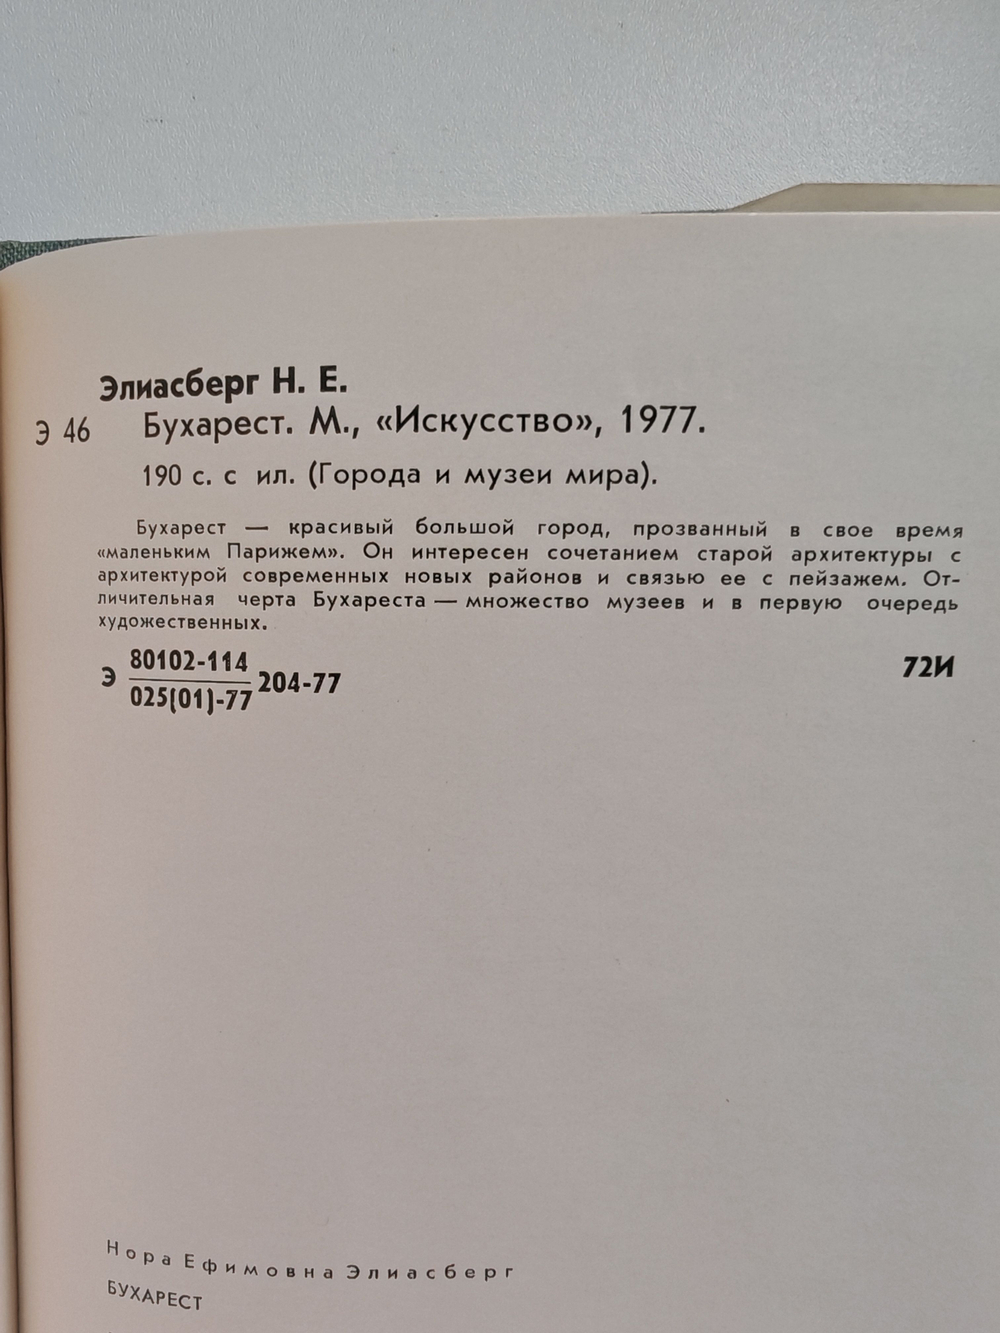 Элиасберг Н. Е.
Э 46 Бухарест. М., «Искусство», 1977.
190 с. с ил. (Города и музеи мира).
Бухарест — красивый большой город, прозванный в свое время
«маленьким Парижем». Он интересен сочетанием старой архитектуры с
архитектурой современных новых районов и связью ее с пейзажем. От-
личительная черта Бухареста — множество музеев и в первую очередь
художественных.
Э 80102-114
025(01)-77 204-77 72И
Нора Ефимовна Элиасберг
БУХАРЕСТ